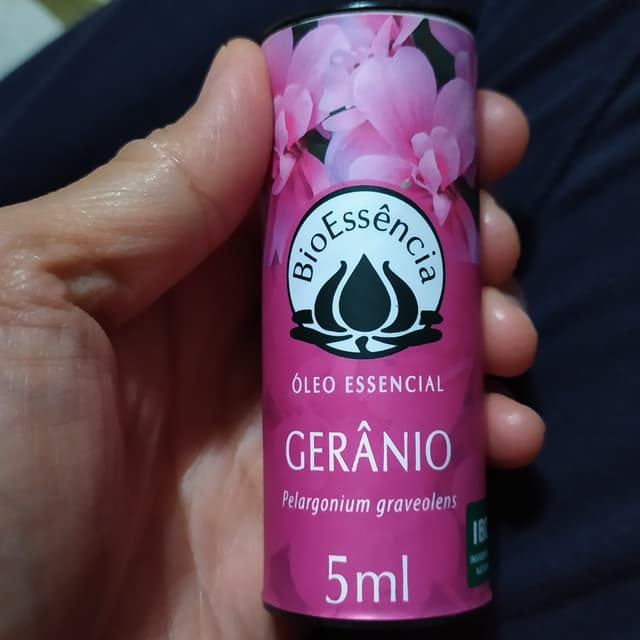 BioEssência
ÓLEO ESSENCIAL
GERÂNIO
Pelargonium graveolens
5ml